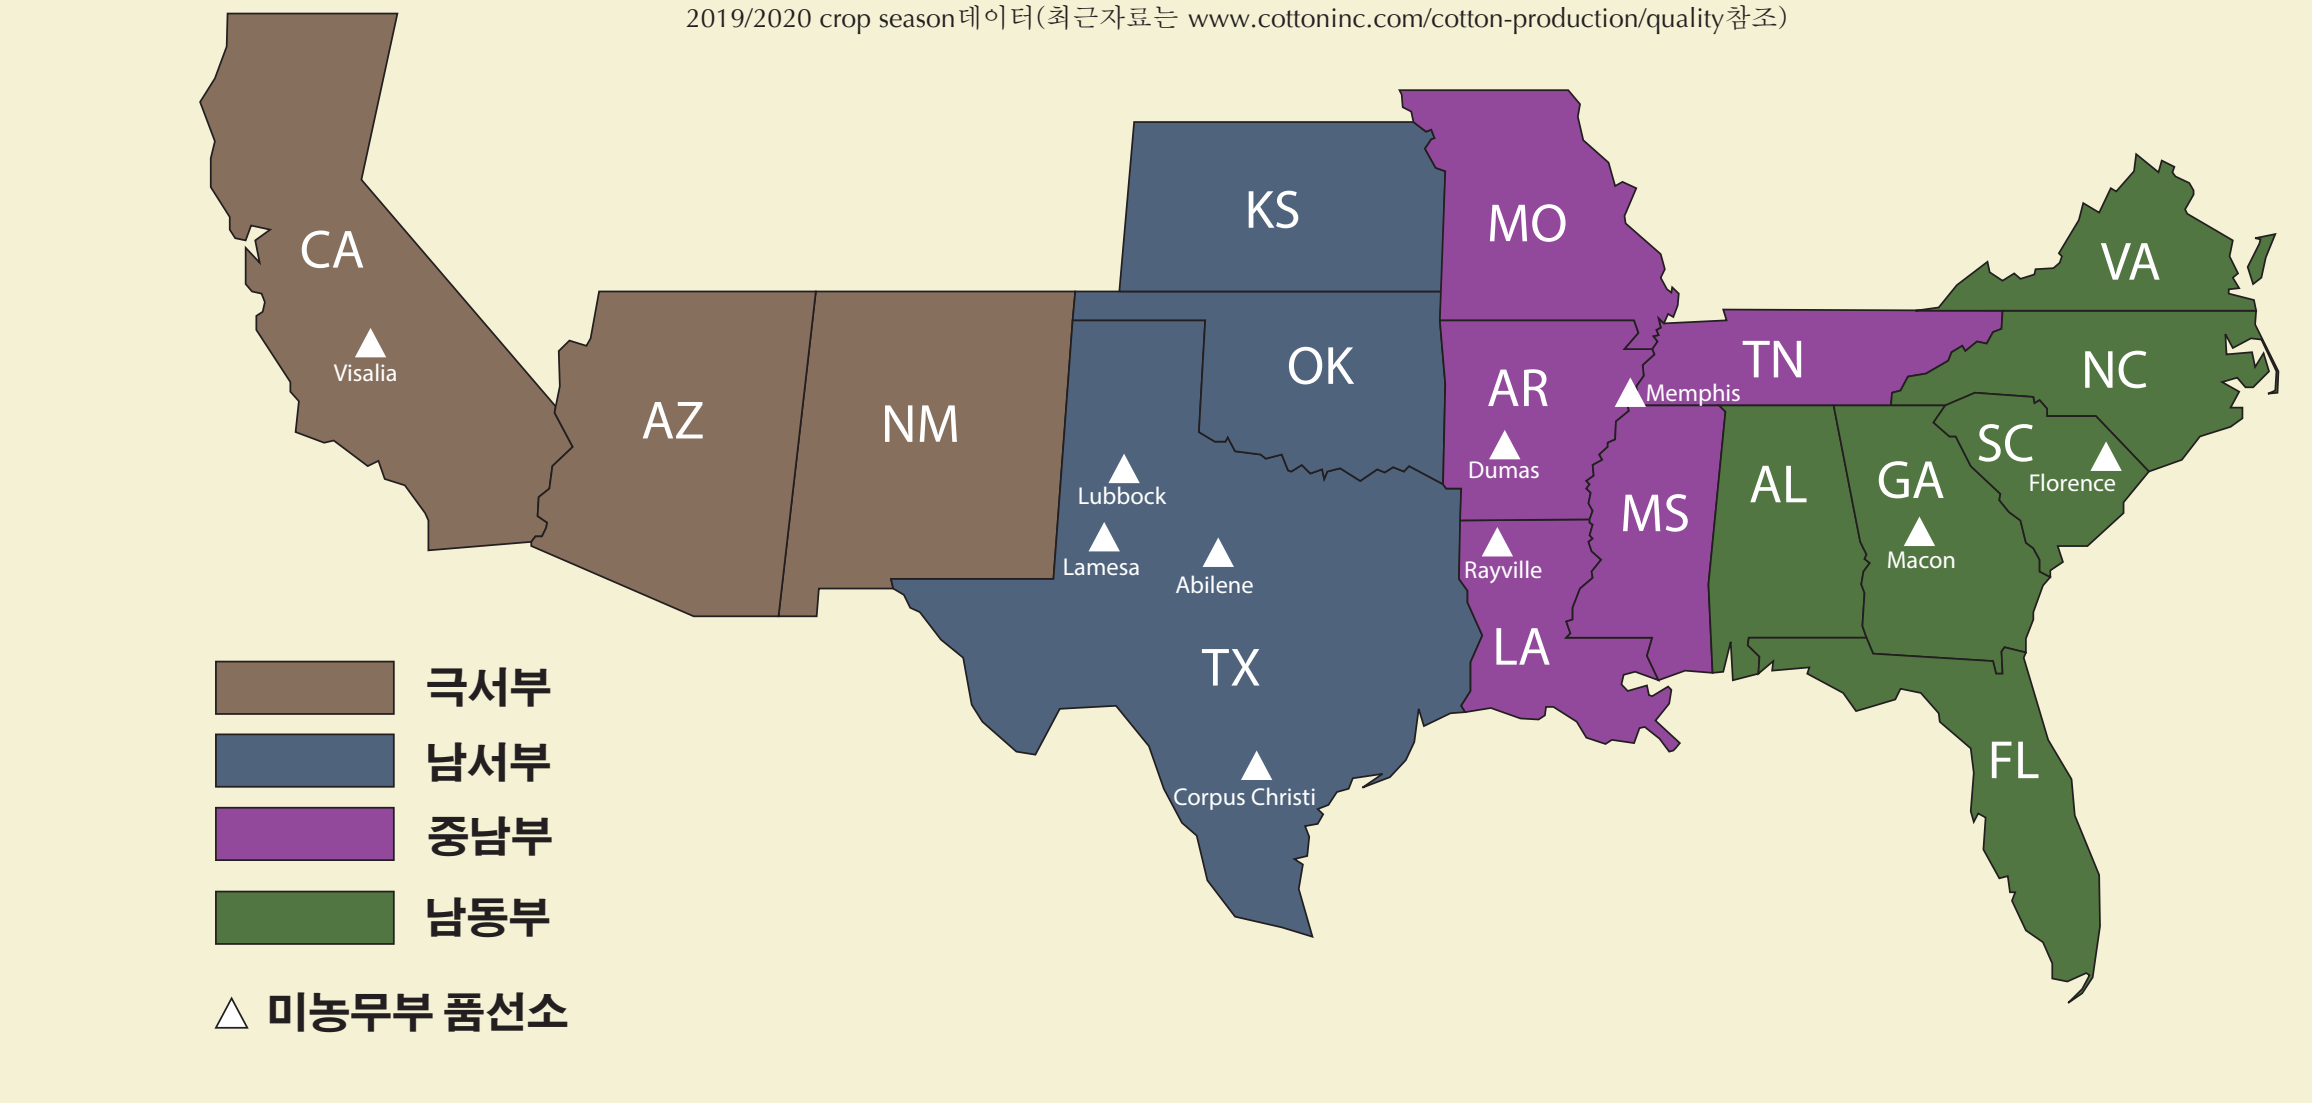 2019/2020 crop season데이터(최근자료는 www.cottoninc.com/cotton-production/quality참조)
CA
Visalia
AZ
NM
KS
OK
Lubbock
Lamesa
Abilene
TX
Corpus Christi
MO
AR
Dumas
Memphis
TN
MS
Rayville
LA
AL
GA
Macon
SC
Florence
NC
VA
FL
극서부
남서부
중남부
남동부
미농무부 품선소